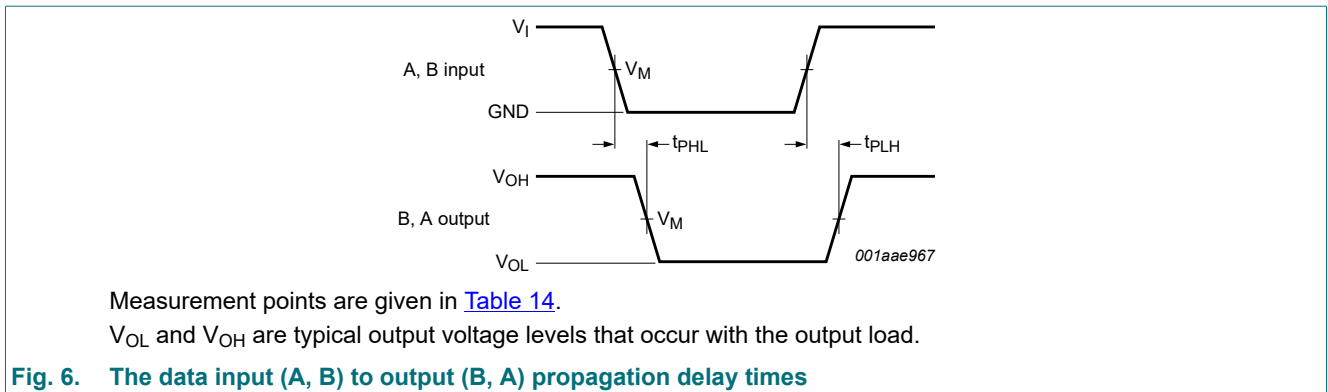 V_I
A, B input
V_M
GND
t_PHL
t_PLH
V_OH
B, A output
V_M
V_OL
001aae967
Measurement points are given in Table 14.
V_OL and V_OH are typical output voltage levels that occur with the output load.
Fig. 6. The data input (A, B) to output (B, A) propagation delay times